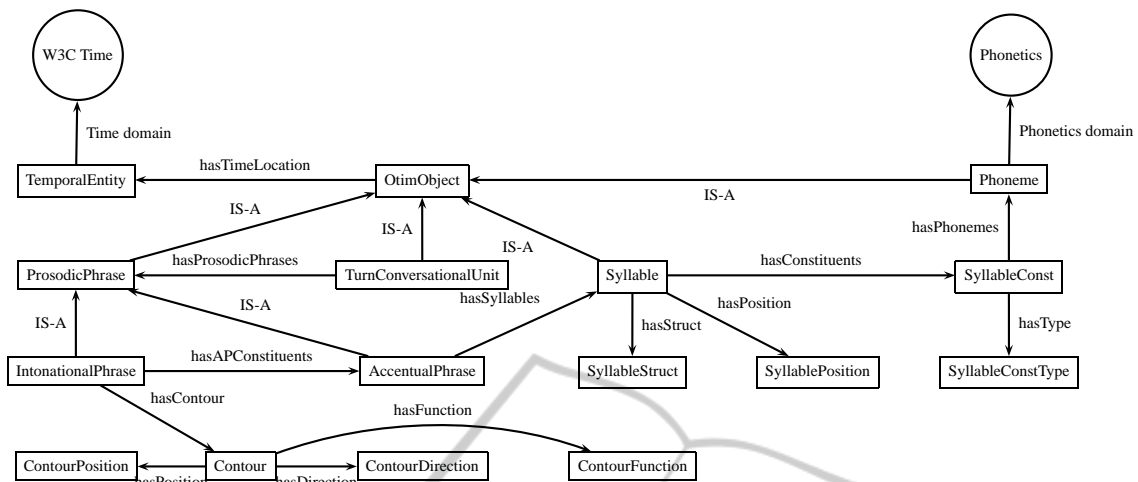 W3C Time
Phonetics
Time domain
Phonetics domain
TemporalEntity
hasTimeLocation
OtimObject
IS-A
Phoneme
IS-A
IS-A
IS-A
hasPhonemes
ProsodicPhrase
hasProsodicPhrases
TurnConversationalUnit
Syllable
hasConstituents
SyllableConst
IS-A
IS-A
hasSyllables
hasStruct
hasPosition
hasType
IntonationalPhrase
hasAPConstituents
AccentualPhrase
SyllableStruct
SyllablePosition
SyllableConstType
hasContour
hasFunction
ContourPosition
hasPosition
Contour
hasDirection
ContourDirection
ContourFunction